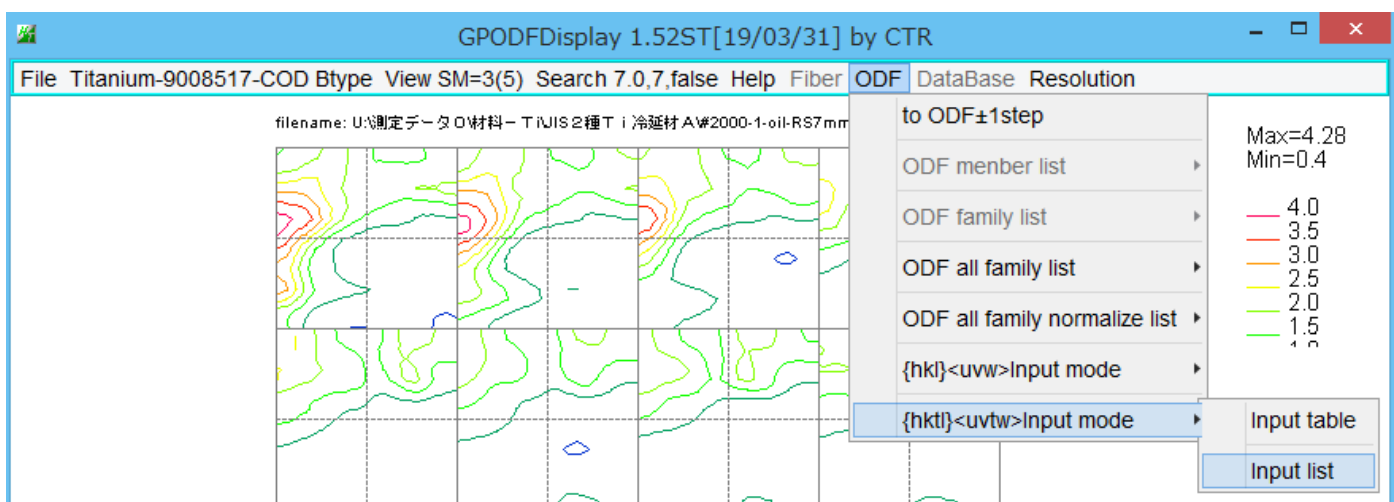 GPODFDisplay 1.52ST[19/03/31] by CTR
File Titanium-9008517-COD Btype View SM=3(5) Search 7.0,7,false Help Fiber ODF DataBase Resolution
filename: U:\測定データO\材料-Ti\JIS2種Ti冷延材A\#2000-1-oil-RS7mm
to ODF±1step
ODF menber list
ODF family list
ODF all family list
ODF all family normalize list
{hkl}<uvw>Input mode
{hktl}<uvtw>Input mode
Input table
Input list
Max=4.28
Min=0.4
4.0
3.5
3.0
2.5
2.0
1.5